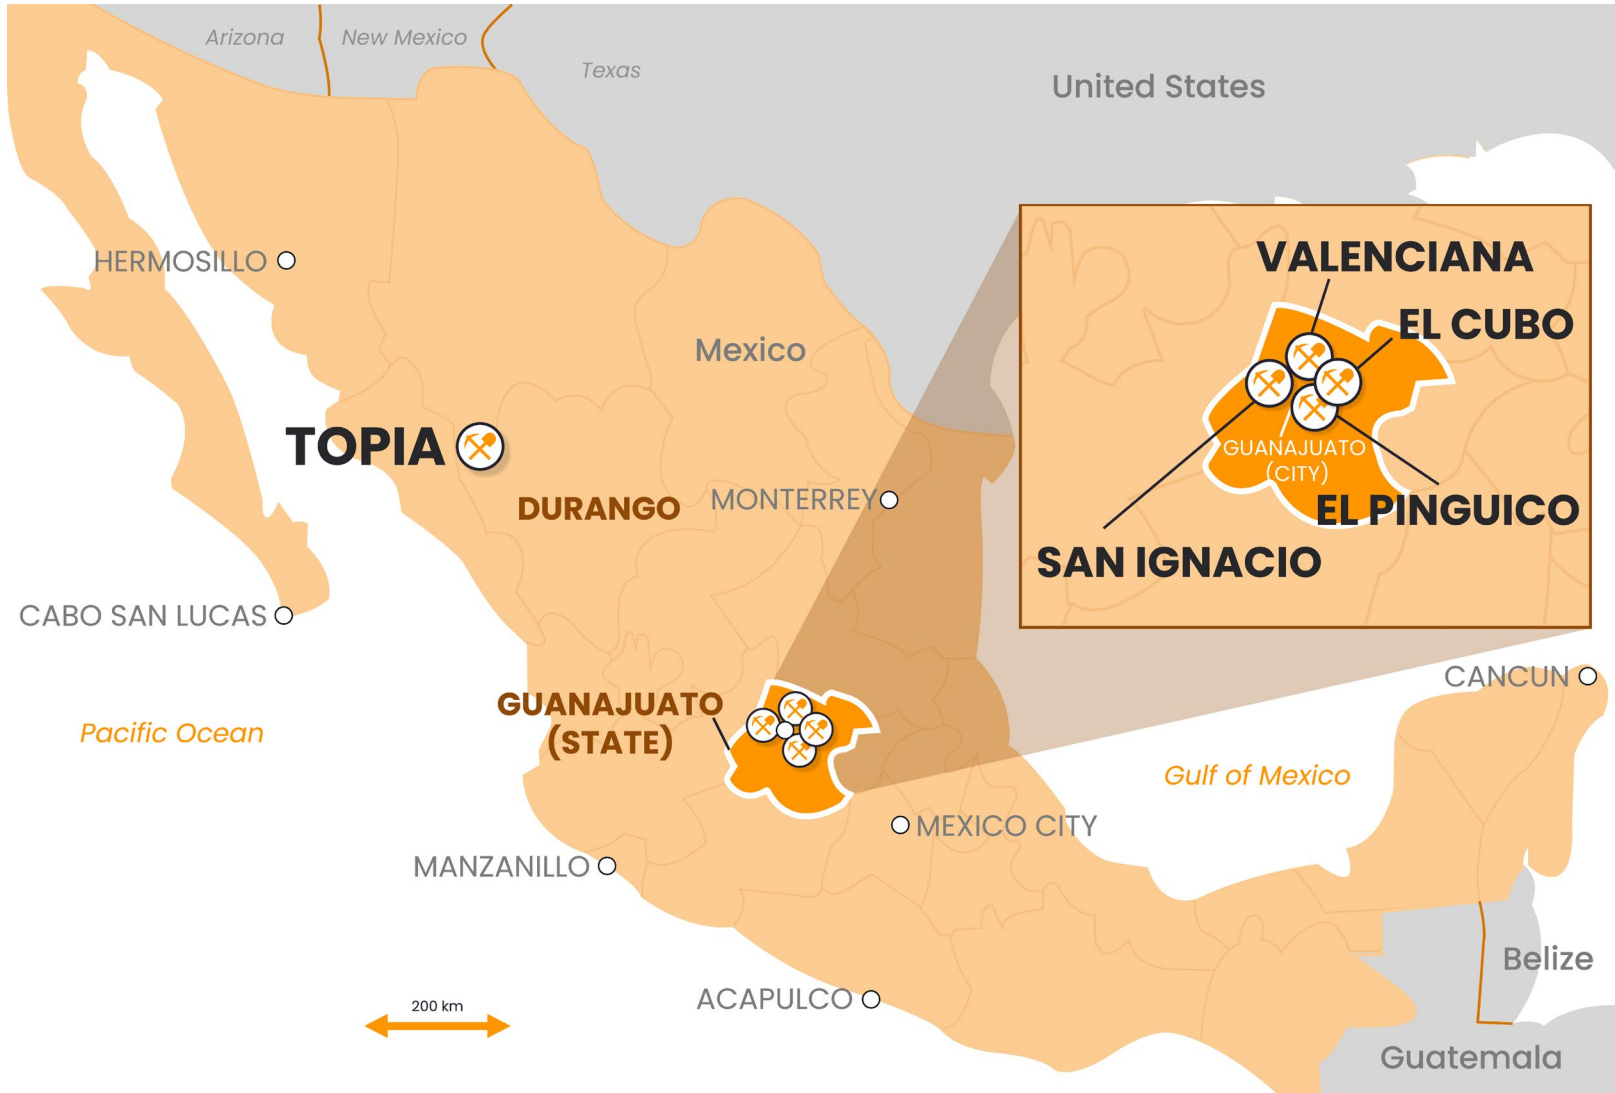 Arizona
New Mexico
Texas
United States
HERMOSILLO
Mexico
TOPIA
DURANGO
MONTERREY
VALENCIANA
EL CUBO
GUANAJUATO
(CITY)
EL PINGUICO
SAN IGNACIO
CABO SAN LUCAS
CANCUN
GUANAJUATO
(STATE)
Pacific Ocean
Gulf of Mexico
MEXICO CITY
MANZANILLO
ACAPULCO
200 km
Belize
Guatemala